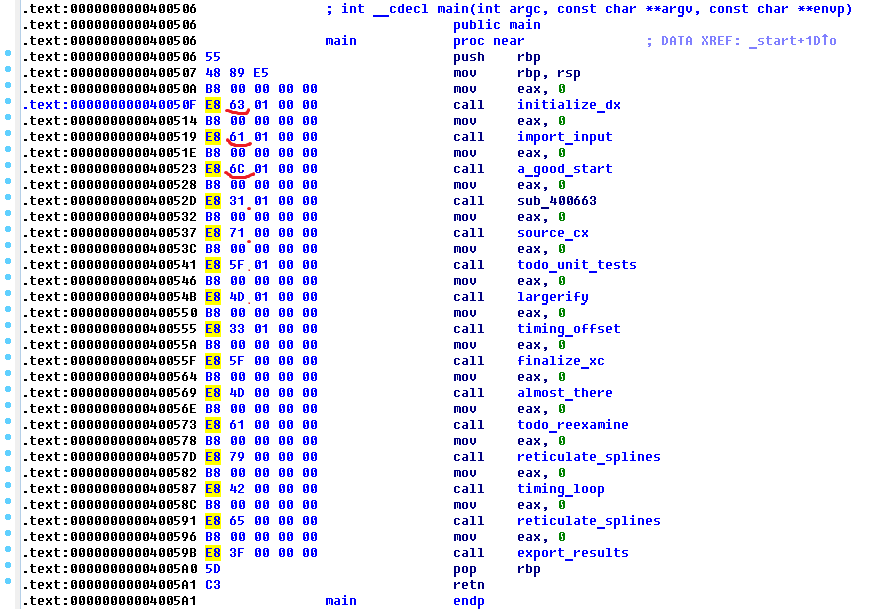 .text:0000000000400506 ; int __cdecl main(int argc, const char **argv, const char **envp)
.text:0000000000400506 public main
.text:0000000000400506 main proc near ; DATA XREF: _start+1D↑o
.text:0000000000400506 55 push rbp
.text:0000000000400507 48 89 E5 mov rbp, rsp
.text:000000000040050A B8 00 00 00 00 mov eax, 0
.text:000000000040050F E8 63 01 00 00 call initialize_dx
.text:0000000000400514 B8 00 00 00 00 mov eax, 0
.text:0000000000400519 E8 61 01 00 00 call import_input
.text:000000000040051E B8 00 00 00 00 mov eax, 0
.text:0000000000400523 E8 6C 01 00 00 call a_good_start
.text:0000000000400528 B8 00 00 00 00 mov eax, 0
.text:000000000040052D E8 31 01 00 00 call sub_400663
.text:0000000000400532 B8 00 00 00 00 mov eax, 0
.text:0000000000400537 E8 71 00 00 00 call source_cx
.text:000000000040053C B8 00 00 00 00 mov eax, 0
.text:0000000000400541 E8 5F 01 00 00 call todo_unit_tests
.text:0000000000400546 B8 00 00 00 00 mov eax, 0
.text:000000000040054B E8 4D 01 00 00 call largerify
.text:0000000000400550 B8 00 00 00 00 mov eax, 0
.text:0000000000400555 E8 33 01 00 00 call timing_offset
.text:000000000040055A B8 00 00 00 00 mov eax, 0
.text:000000000040055F E8 5F 00 00 00 call finalize_xc
.text:0000000000400564 B8 00 00 00 00 mov eax, 0
.text:0000000000400569 E8 4D 00 00 00 call almost_there
.text:000000000040056E B8 00 00 00 00 mov eax, 0
.text:0000000000400573 E8 61 00 00 00 call todo_reexamine
.text:0000000000400578 B8 00 00 00 00 mov eax, 0
.text:000000000040057D E8 79 00 00 00 call reticulate_splines
.text:0000000000400582 B8 00 00 00 00 mov eax, 0
.text:0000000000400587 E8 42 00 00 00 call timing_loop
.text:000000000040058C B8 00 00 00 00 mov eax, 0
.text:0000000000400591 E8 65 00 00 00 call reticulate_splines
.text:0000000000400596 B8 00 00 00 00 mov eax, 0
.text:000000000040059B E8 3F 00 00 00 call export_results
.text:00000000004005A0 5D pop rbp
.text:00000000004005A1 C3 retn
.text:00000000004005A1 main endp